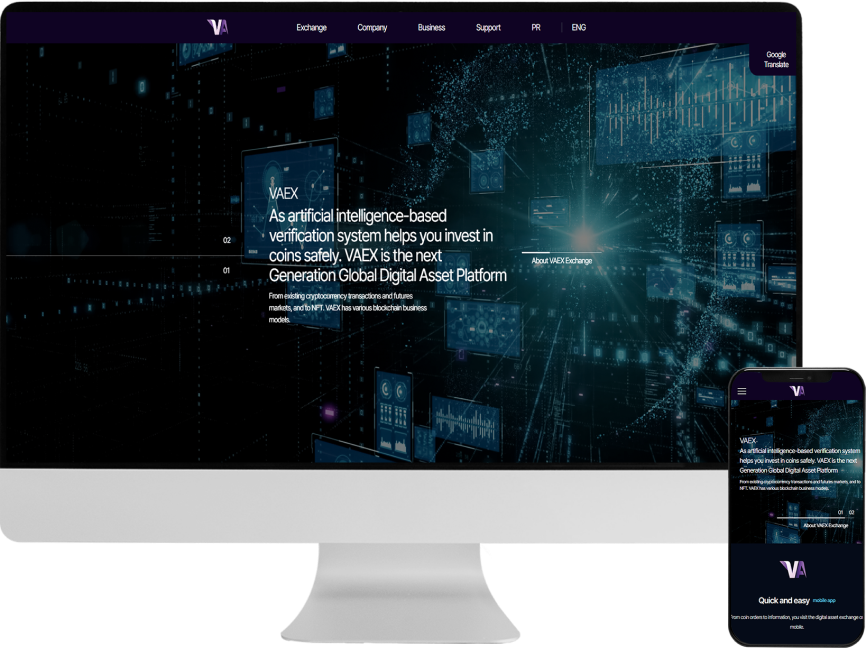 VA
Exchange
Company
Business
Support
PR
ENG
Google
Translate
VAEX
As artificial intelligence-based
verification system helps you invest in
coins safely. VAEX is the next
Generation Global Digital Asset Platform
From existing cryptocorrency transactions and futures
markets, and to NFT. VAEX has various blockchain business
models.
02
01
About VAEX Exchange
VA
VAEX
As artificial intelligence-based verification system
helps you invest in coins safely. VAEX is the next
Generation Global Digital Asset Platform
From existing cryptocorrency transactions and futures markets, and to
NFT. VAEX has various blockchain business models.
01 02
About VAEX Exchange
VA
Quick and easy mobile app
From coin orders to information, you visit the digital asset exchange on
mobile.